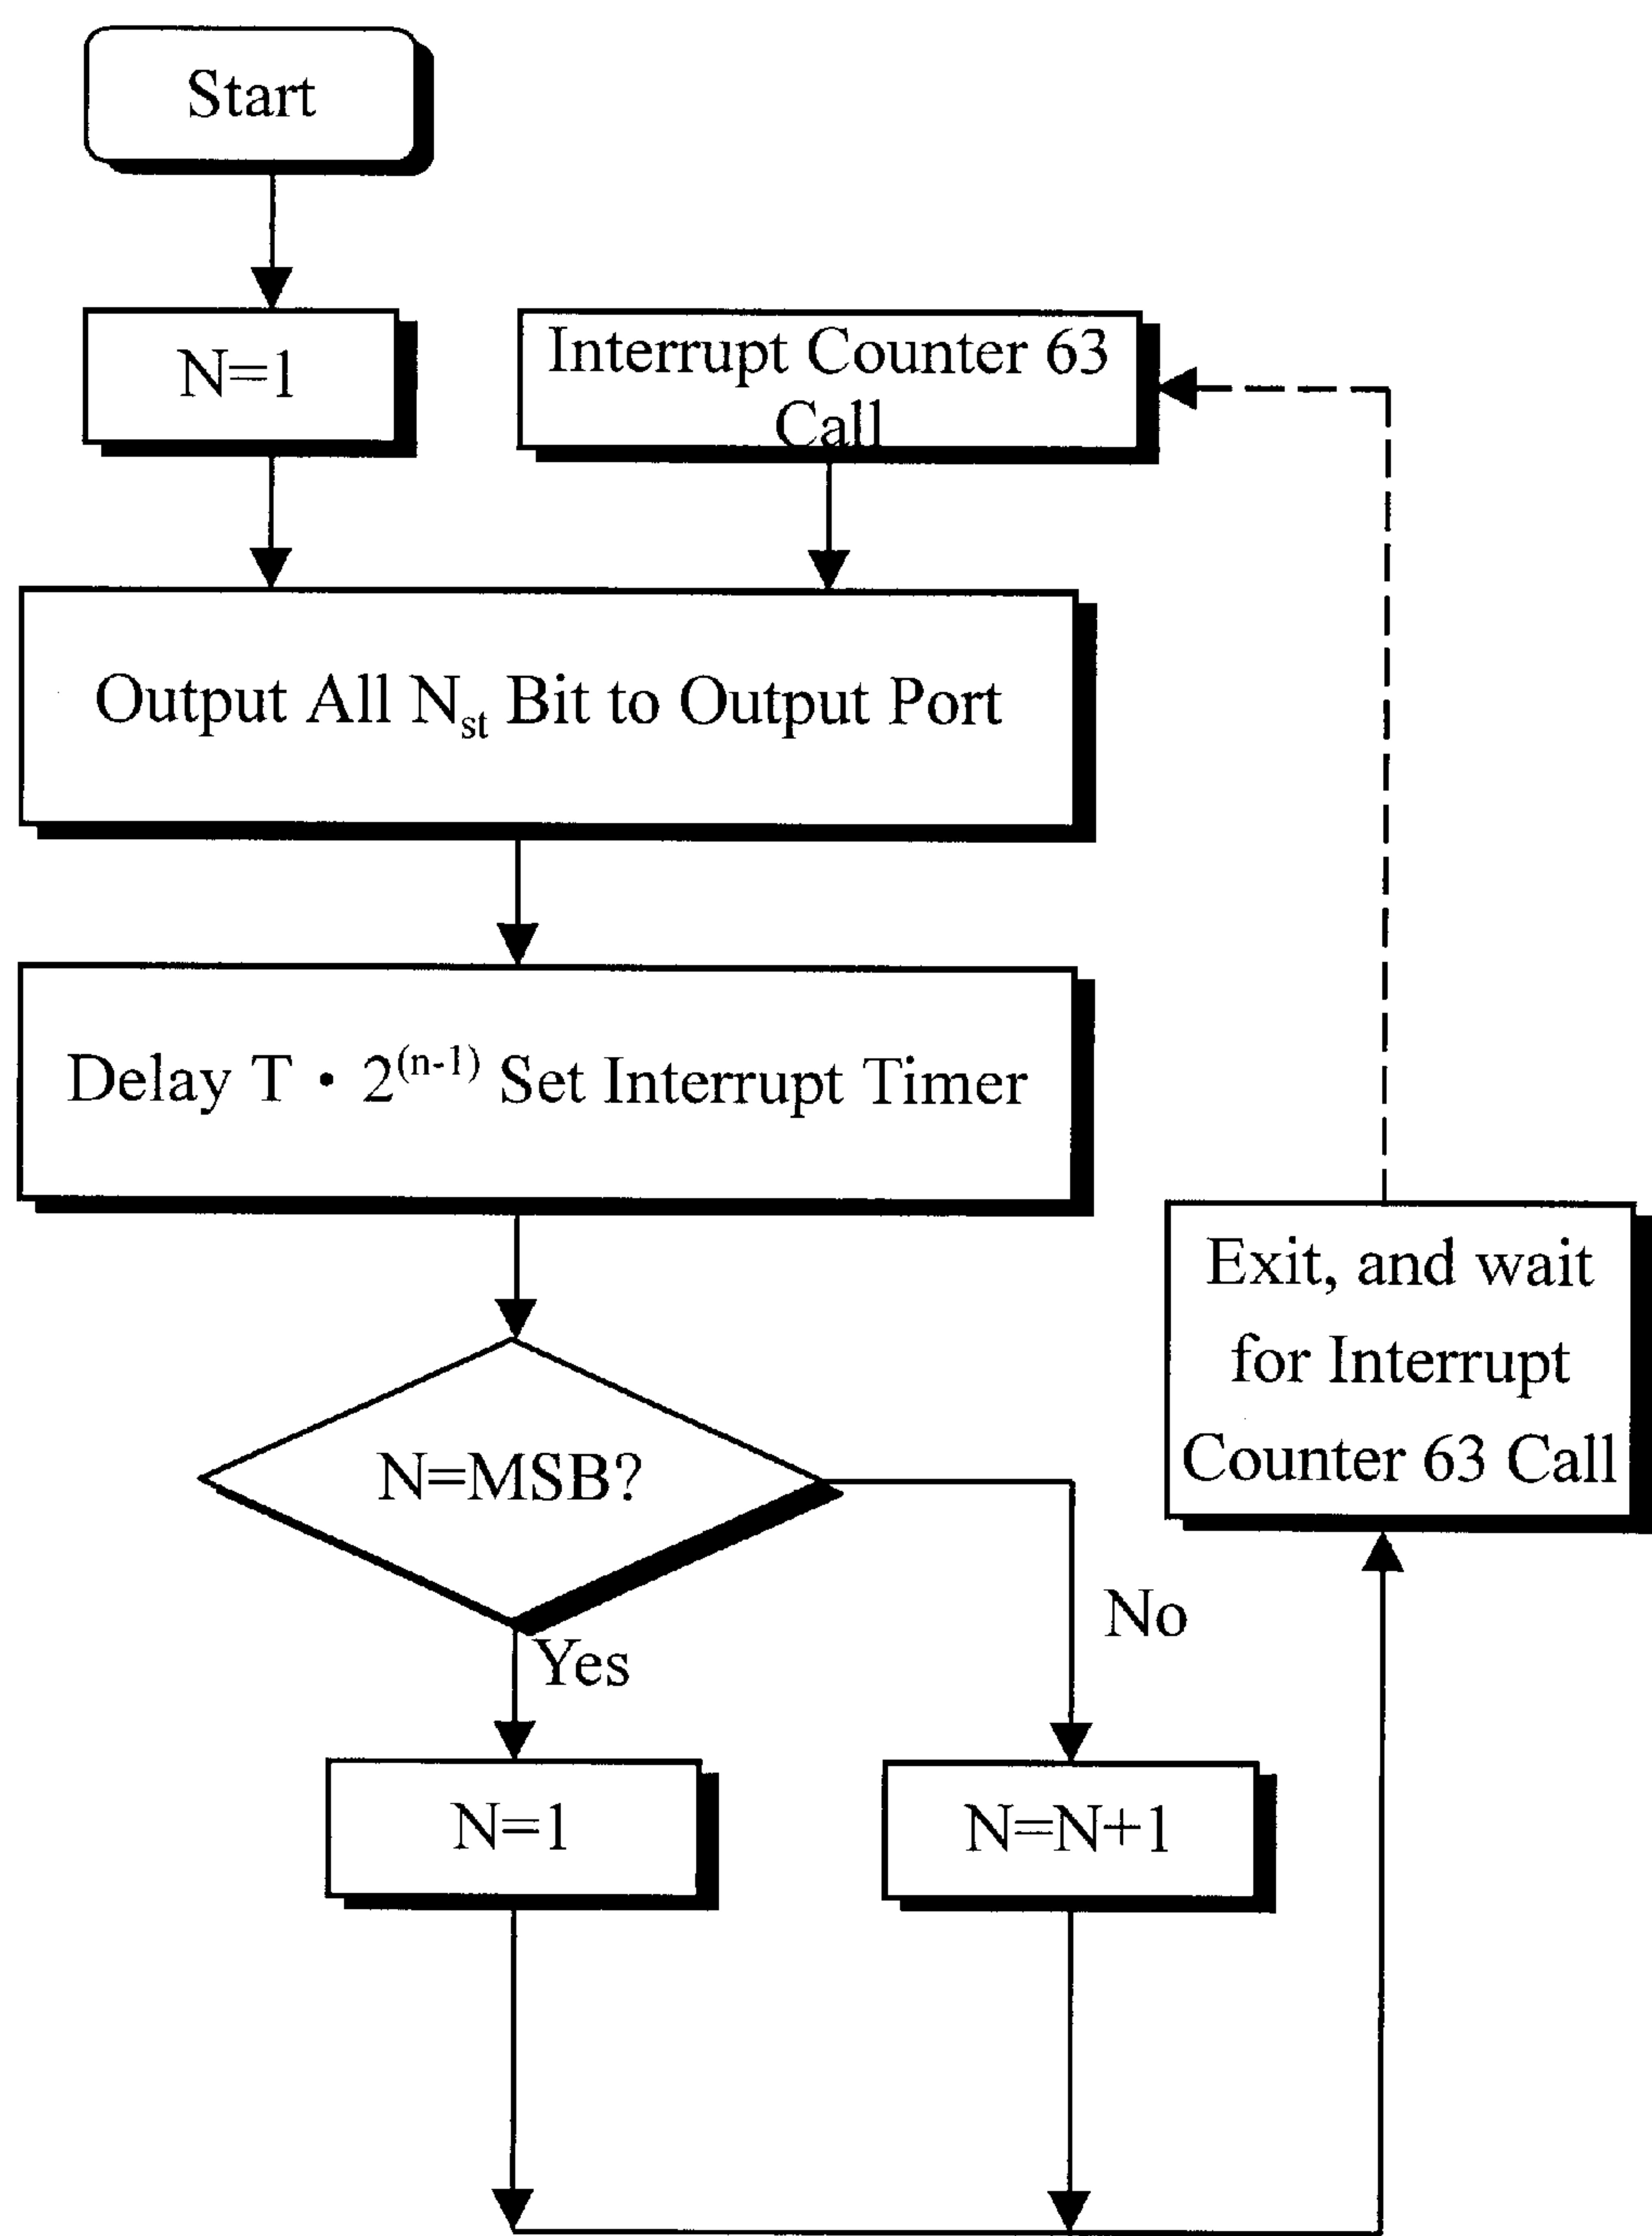 Start
N=1
Interrupt Counter 63
Call
Output All Nst Bit to Output Port
Delay T • 2(n-1) Set Interrupt Timer
N=MSB?
Yes
No
N=1
N=N+1
Exit, and wait
for Interrupt
Counter 63 Call